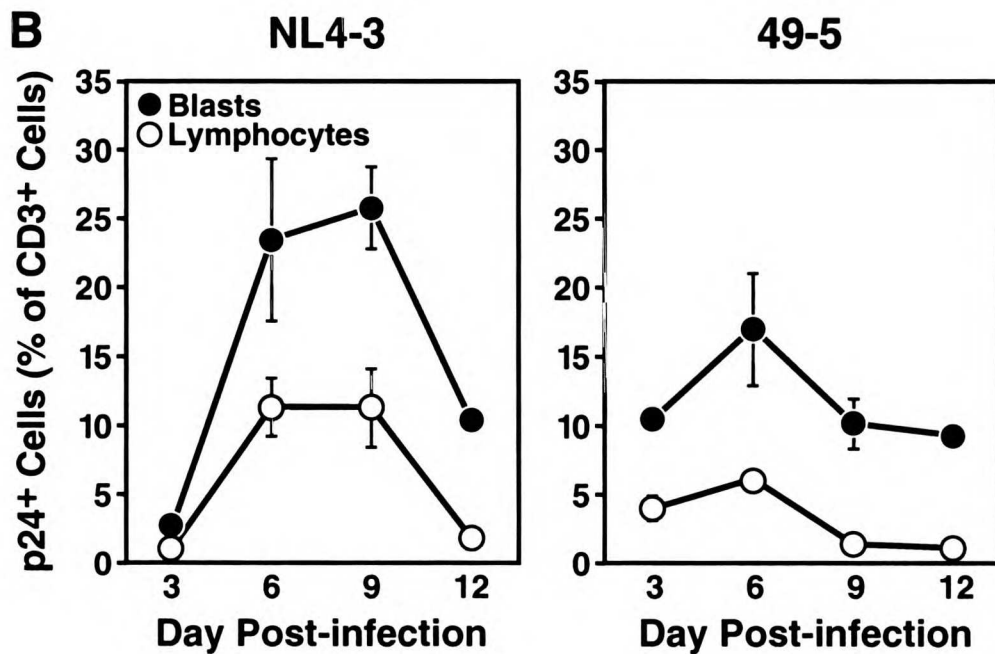 B
NL4-3
49-5
p24+ Cells (% of CD3+ Cells)
35
30
25
20
15
10
5
0
Blasts
Lymphocytes
3 6 9 12
Day Post-infection
35
30
25
20
15
10
5
0
3 6 9 12
Day Post-infection